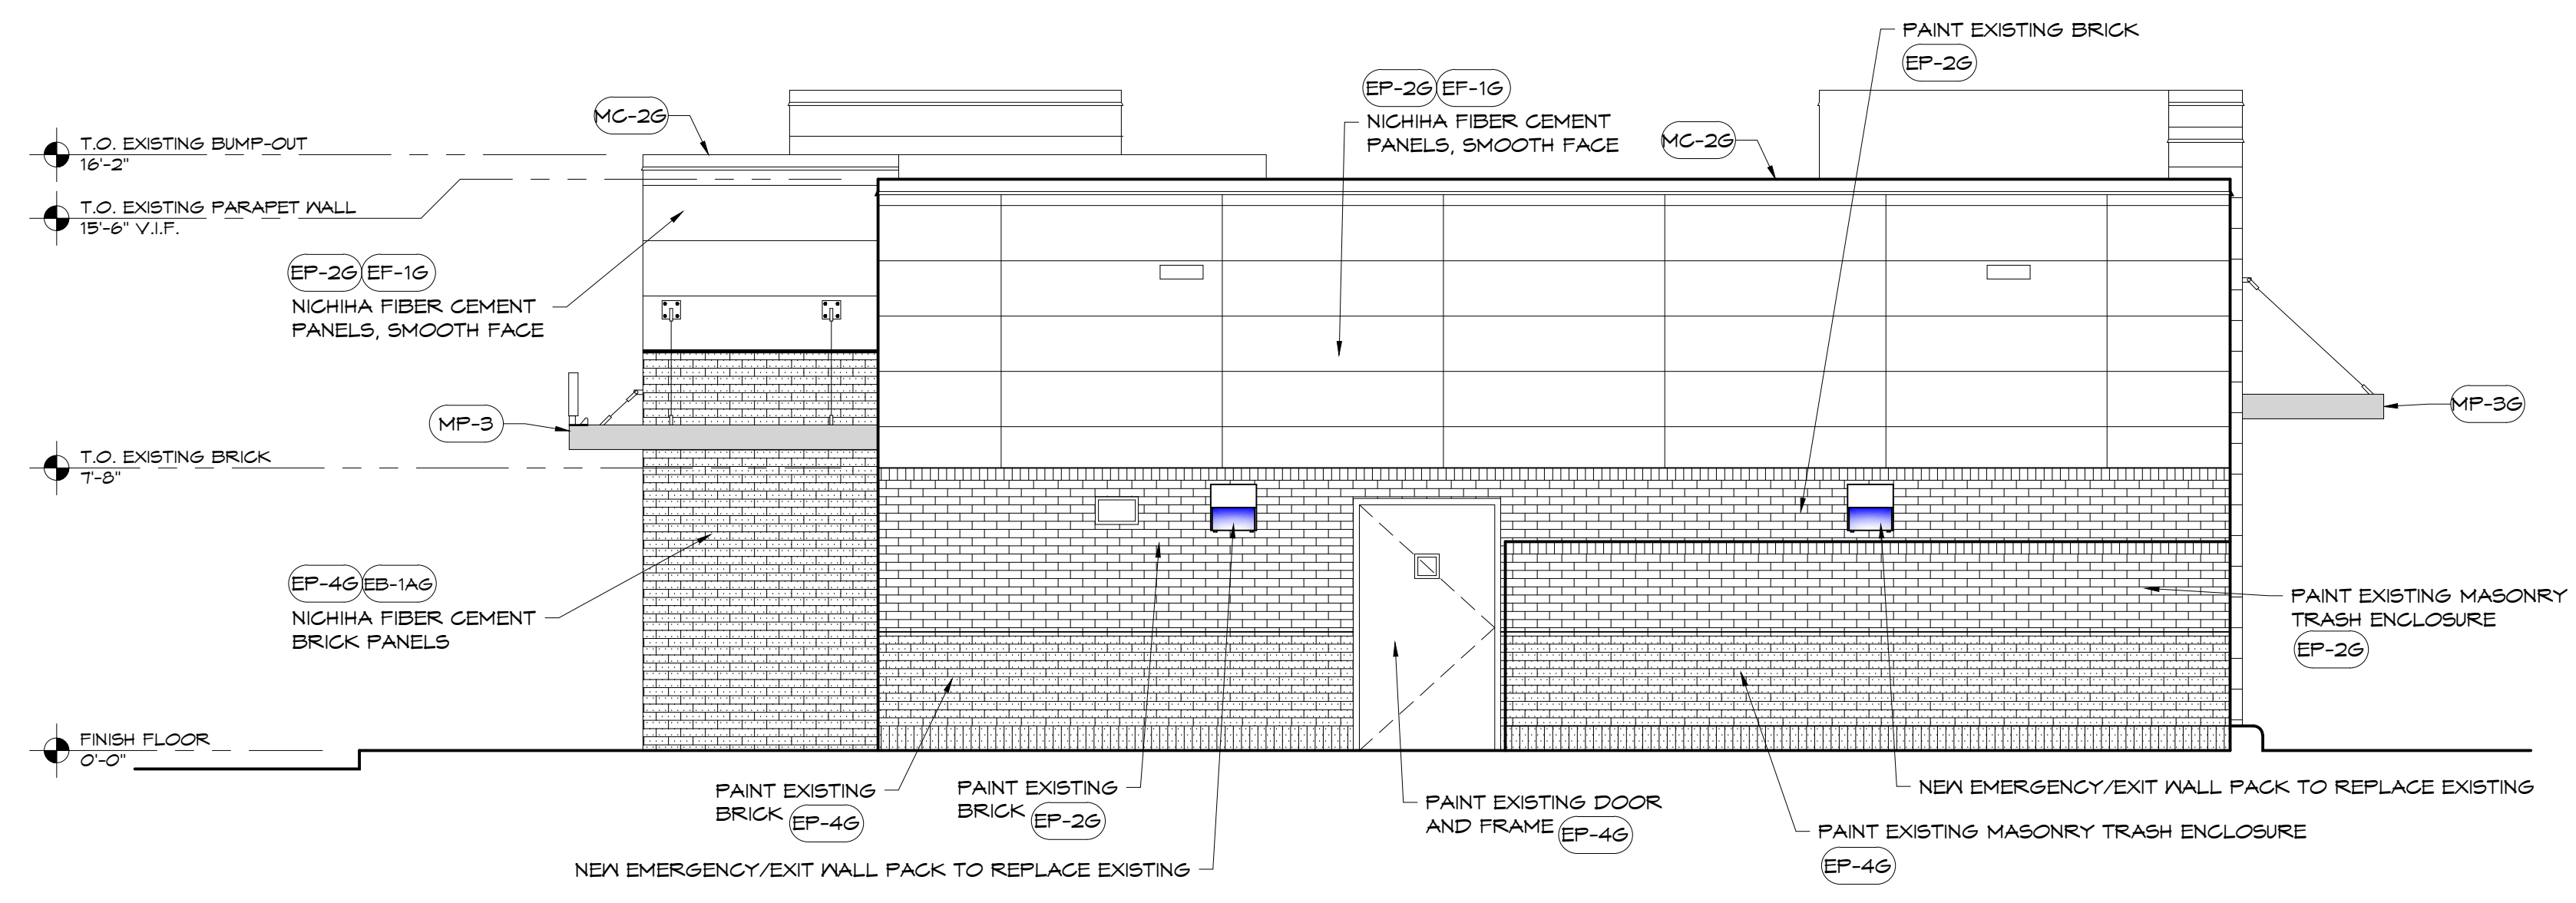 PAINT EXISTING BRICK
EP-2G
EP-2G EF-1G
NICHIHA FIBER CEMENT
PANELS, SMOOTH FACE
MC-2G
MC-2G
T.O. EXISTING BUMP-OUT
16'-2"
T.O. EXISTING PARAPET WALL
15'-6" V.I.F.
EP-2G EF-1G
NICHIHA FIBER CEMENT
PANELS, SMOOTH FACE
MP-3
MP-3G
T.O. EXISTING BRICK
7'-8"
EP-4G EB-1AG
NICHIHA FIBER CEMENT
BRICK PANELS
PAINT EXISTING MASONRY
TRASH ENCLOSURE
EP-2G
FINISH FLOOR
0'-0"
PAINT EXISTING
BRICK EP-4G
PAINT EXISTING
BRICK EP-2G
PAINT EXISTING DOOR
AND FRAME EP-4G
NEW EMERGENCY/EXIT WALL PACK TO REPLACE EXISTING
PAINT EXISTING MASONRY TRASH ENCLOSURE
EP-4G
NEW EMERGENCY/EXIT WALL PACK TO REPLACE EXISTING